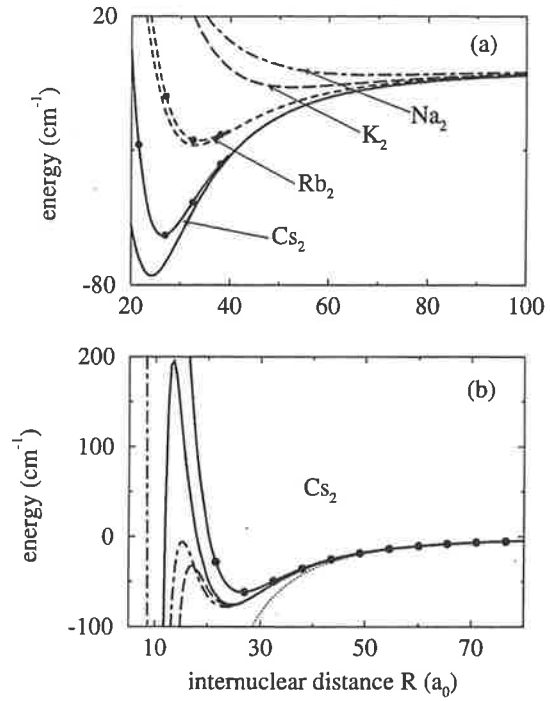 20
(a)
energy (cm⁻¹)
Na₂
K₂
Rb₂
Cs₂
-80
20 40 60 80 100
200
(b)
100
energy (cm⁻¹)
Cs₂
0
-100
10 30 50 70
internuclear distance R (a₀)